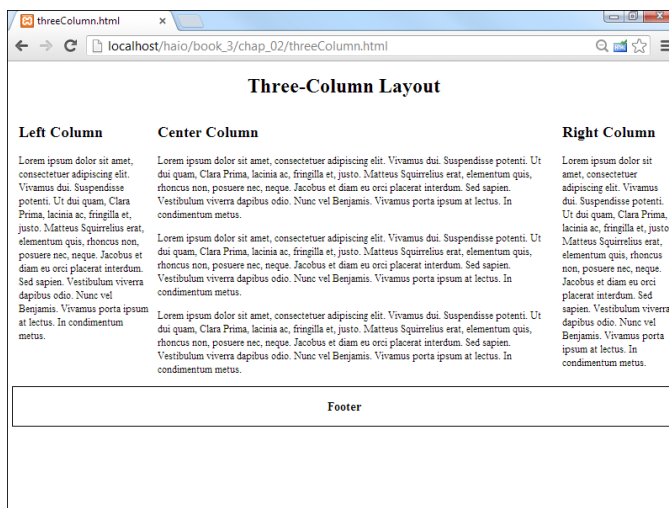 threeColumn.html
localhost/haio/book_3/chap_02/threeColumn.html
Three-Column Layout
Left Column
Lorem ipsum dolor sit amet,
consectetuer adipiscing elit.
Vivamus dui. Suspendisse
potenti. Ut dui quam, Clara
Prima, lacinia ac, fringilla et,
justo. Matteus Squirrelius erat,
elementum quis, rhoncus non,
posuere nec, neque. Jacobus et
diam eu orci placerat interdum.
Sed sapien. Vestibulum viverra
dapibus odio. Nunc vel
Benjamis. Vivamus porta ipsum
at lectus. In condimentum
metus.
Center Column
Lorem ipsum dolor sit amet, consectetuer adipiscing elit. Vivamus dui. Suspendisse potenti. Ut
dui quam, Clara Prima, lacinia ac, fringilla et, justo. Matteus Squirrelius erat, elementum quis,
rhoncus non, posuere nec, neque. Jacobus et diam eu orci placerat interdum. Sed sapien.
Vestibulum viverra dapibus odio. Nunc vel Benjamis. Vivamus porta ipsum at lectus. In
condimentum metus.
Lorem ipsum dolor sit amet, consectetuer adipiscing elit. Vivamus dui. Suspendisse potenti. Ut
dui quam, Clara Prima, lacinia ac, fringilla et, justo. Matteus Squirrelius erat, elementum quis,
rhoncus non, posuere nec, neque. Jacobus et diam eu orci placerat interdum. Sed sapien.
Vestibulum viverra dapibus odio. Nunc vel Benjamis. Vivamus porta ipsum at lectus. In
condimentum metus.
Lorem ipsum dolor sit amet, consectetuer adipiscing elit. Vivamus dui. Suspendisse potenti. Ut
dui quam, Clara Prima, lacinia ac, fringilla et, justo. Matteus Squirrelius erat, elementum quis,
rhoncus non, posuere nec, neque. Jacobus et diam eu orci placerat interdum. Sed sapien.
Vestibulum viverra dapibus odio. Nunc vel Benjamis. Vivamus porta ipsum at lectus. In
condimentum metus.
Right Column
Lorem ipsum dolor sit
amet, consectetuer
adipiscing elit. Vivamus
dui. Suspendisse potenti.
Ut dui quam, Clara Prima,
lacinia ac, fringilla et, justo.
Matteus Squirrelius erat,
elementum quis, rhoncus
non, posuere nec, neque.
Jacobus et diam eu orci
placerat interdum. Sed
sapien. Vestibulum viverra
dapibus odio. Nunc vel
Benjamis. Vivamus porta
ipsum at lectus. In
condimentum metus.
Footer